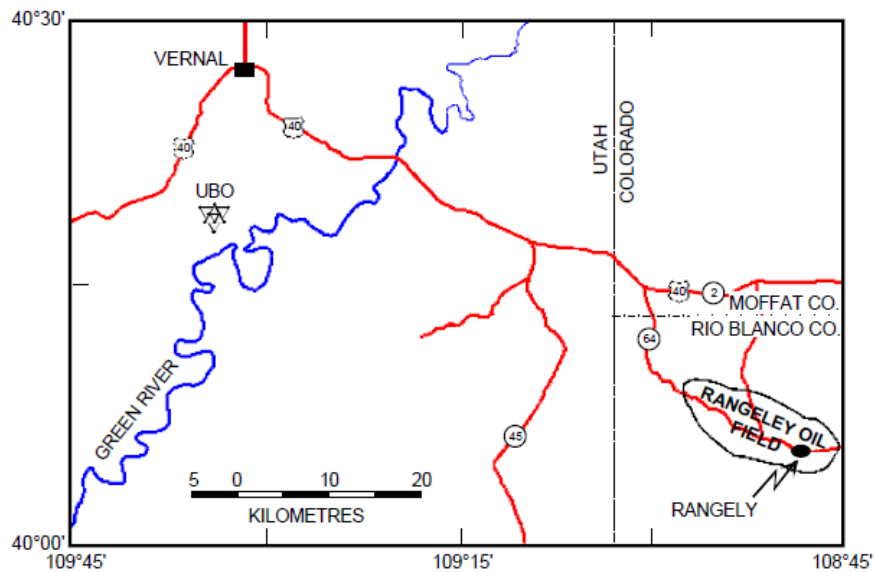 40°30'
VERNAL
40
40
UBO
UTAH
COLORADO
40
2
MOFFAT CO.
RIO BLANCO CO.
64
GREEN RIVER
45
RANGELEY OIL
FIELD
5 0 10 20
KILOMETRES
RANGELY
40°00'
109°45' 109°15' 108°45'